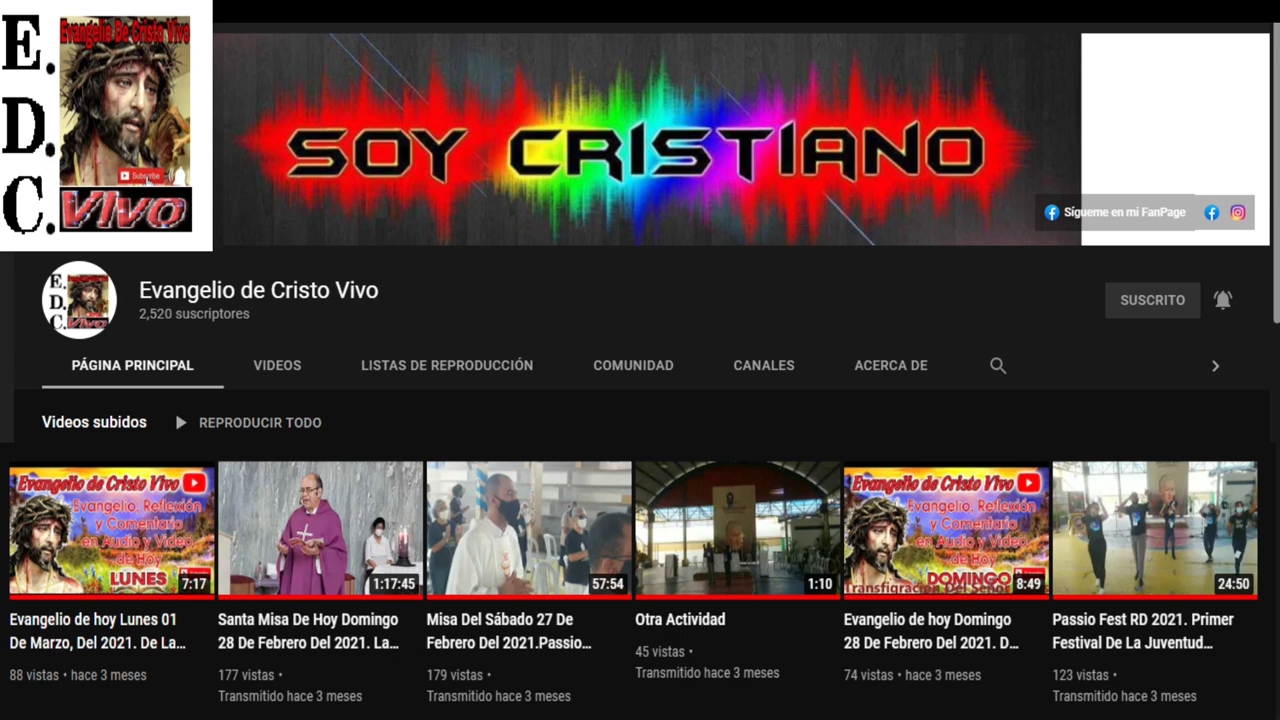 E.
D.
C.
Evangelio De Cristo Vivo
Subscribe
Vivo
SOY CRISTIANO
Sígueme en mi FanPage
E.
D.
C.
Vivo
Evangelio de Cristo Vivo
2,520 suscriptores
SUSCRITO
PÁGINA PRINCIPAL VIDEOS LISTAS DE REPRODUCCIÓN COMUNIDAD CANALES ACERCA DE
Videos subidos REPRODUCIR TODO
Evangelio de Cristo Vivo
Evangelio, Reflexión
y Comentario
en Audio y Video
de Hoy
LUNES
7:17
1:17:45
57:54
1:10
Evangelio de Cristo Vivo
Evangelio, Reflexión
y Comentario
en Audio y Video
de Hoy
DOMINGO
Transfigracion Del Señor
8:49
24:50
Evangelio de hoy Lunes 01
De Marzo, Del 2021. De La...
88 vistas • hace 3 meses
Santa Misa De Hoy Domingo
28 De Febrero Del 2021. La...
177 vistas •
Transmitido hace 3 meses
Misa Del Sábado 27 De
Febrero Del 2021.Passio...
179 vistas •
Transmitido hace 3 meses
Otra Actividad
45 vistas •
Transmitido hace 3 meses
Evangelio de hoy Domingo
28 De Febrero Del 2021. D...
74 vistas • hace 3 meses
Passio Fest RD 2021. Primer
Festival De La Juventud...
123 vistas •
Transmitido hace 3 meses